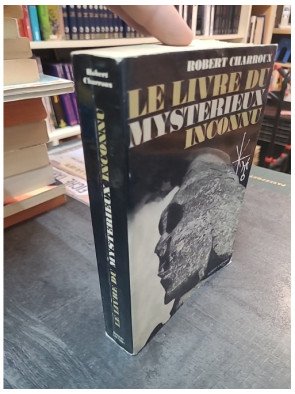 ROBERT CHARROUX
LE LIVRE DU
MYSTERIEUX
INCONNU
Robert
Charroux
LE LIVRE DU MYSTERIEUX INCONNU